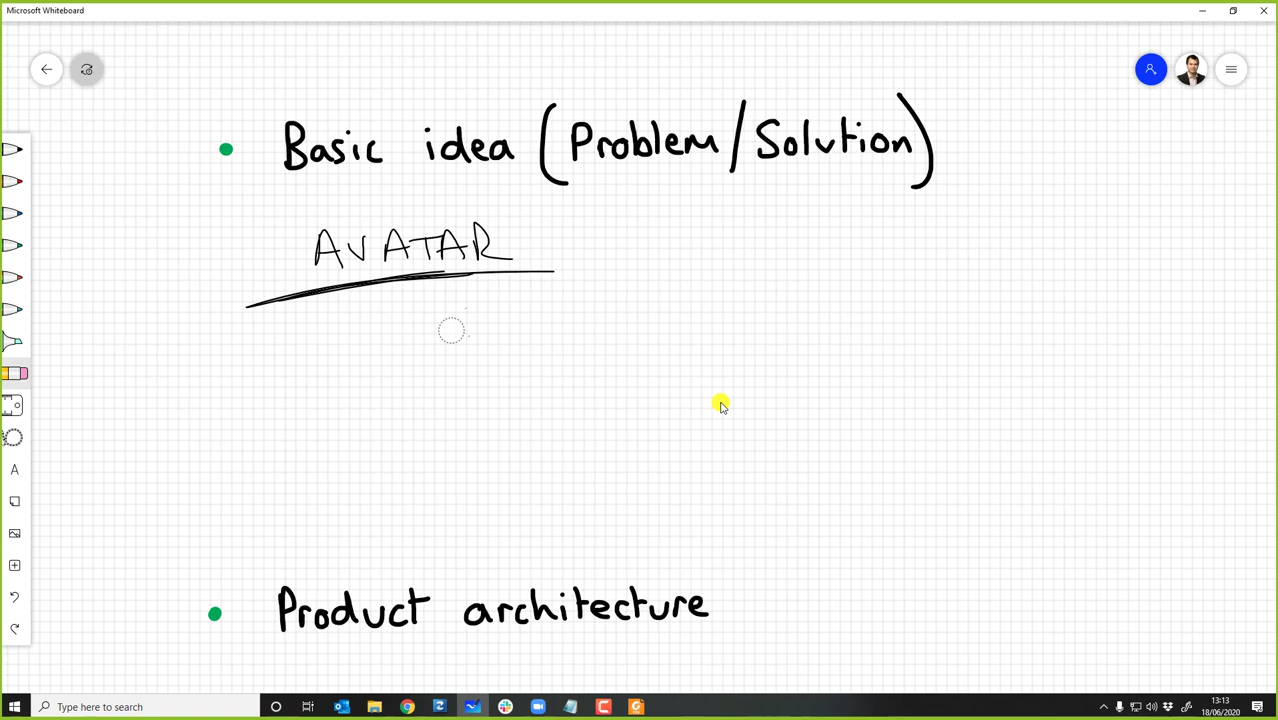 Microsoft Whiteboard
Basic idea (Problem/Solution)
AVATAR
A
Product architecture
Type here to search
13:13
18/06/2020